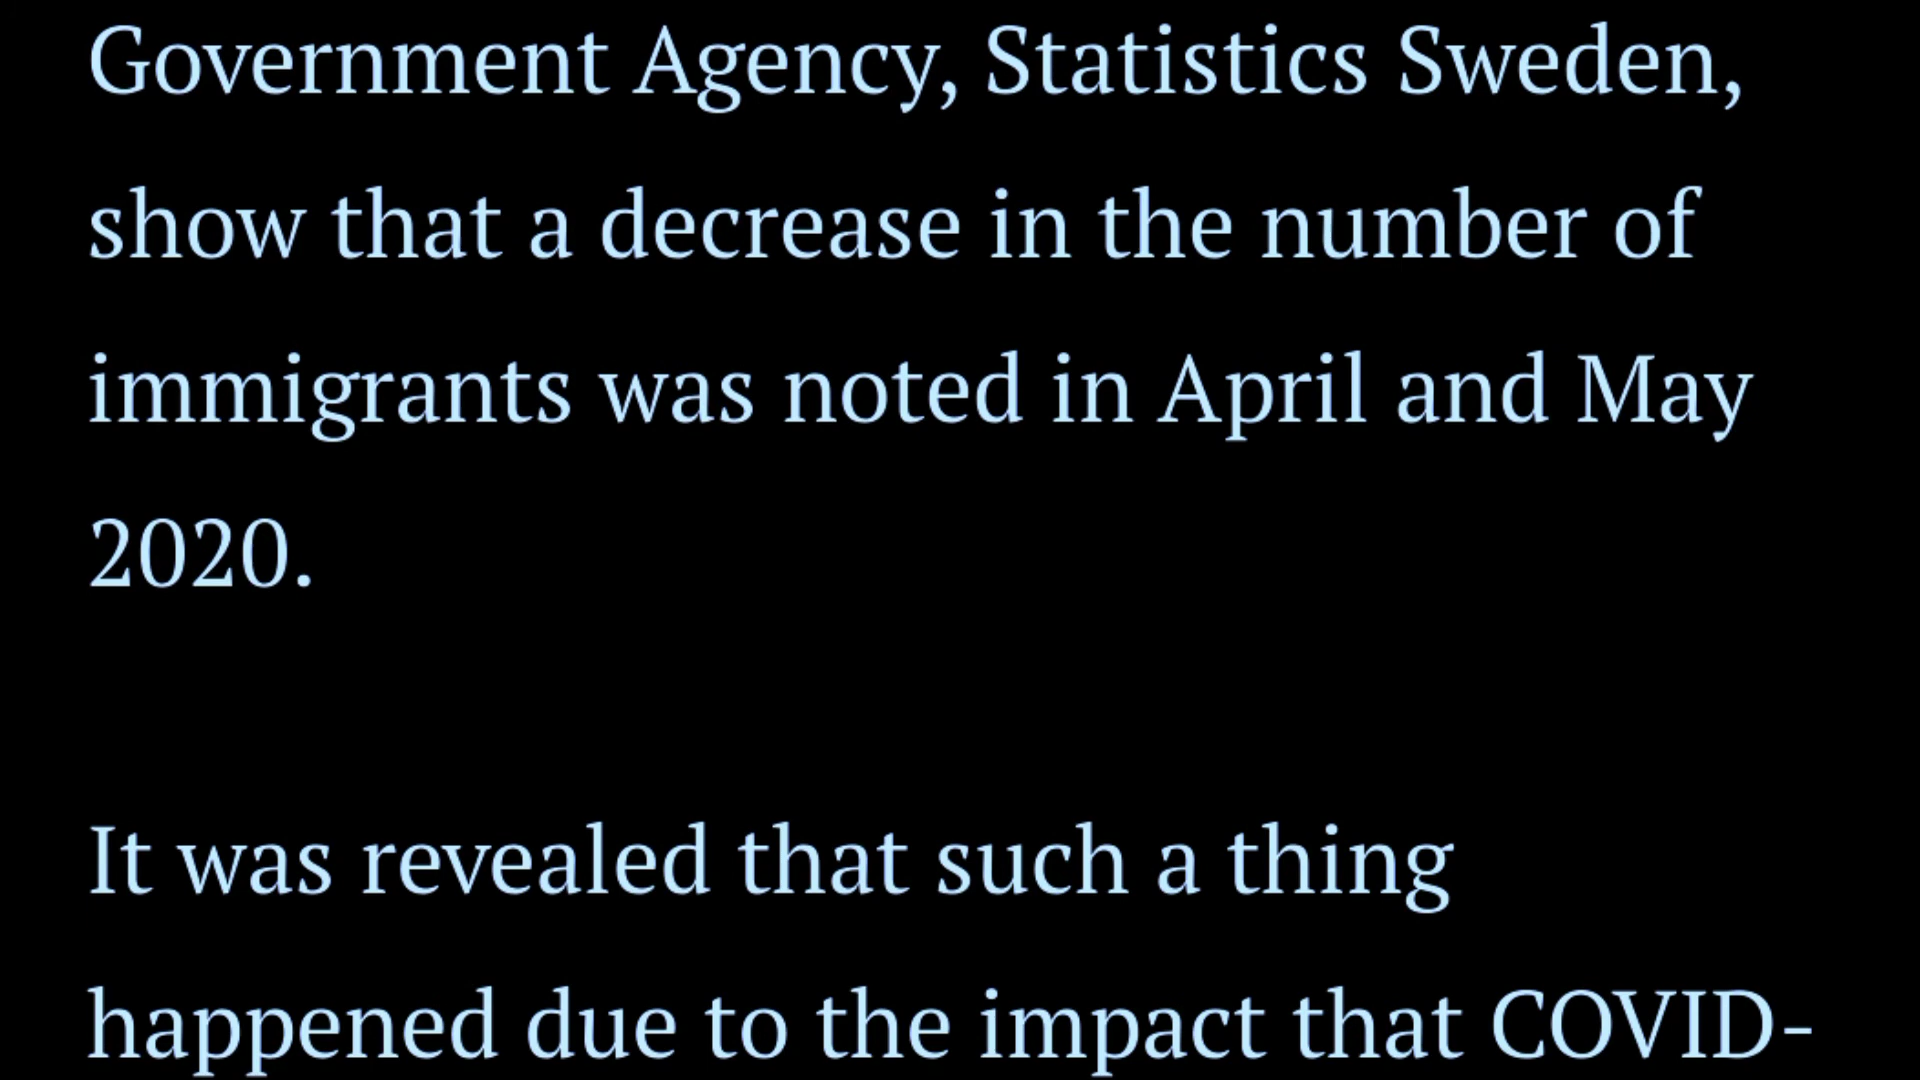 Government Agency, Statistics Sweden,
show that a decrease in the number of
immigrants was noted in April and May
2020.
It was revealed that such a thing
happened due to the impact that COVID-